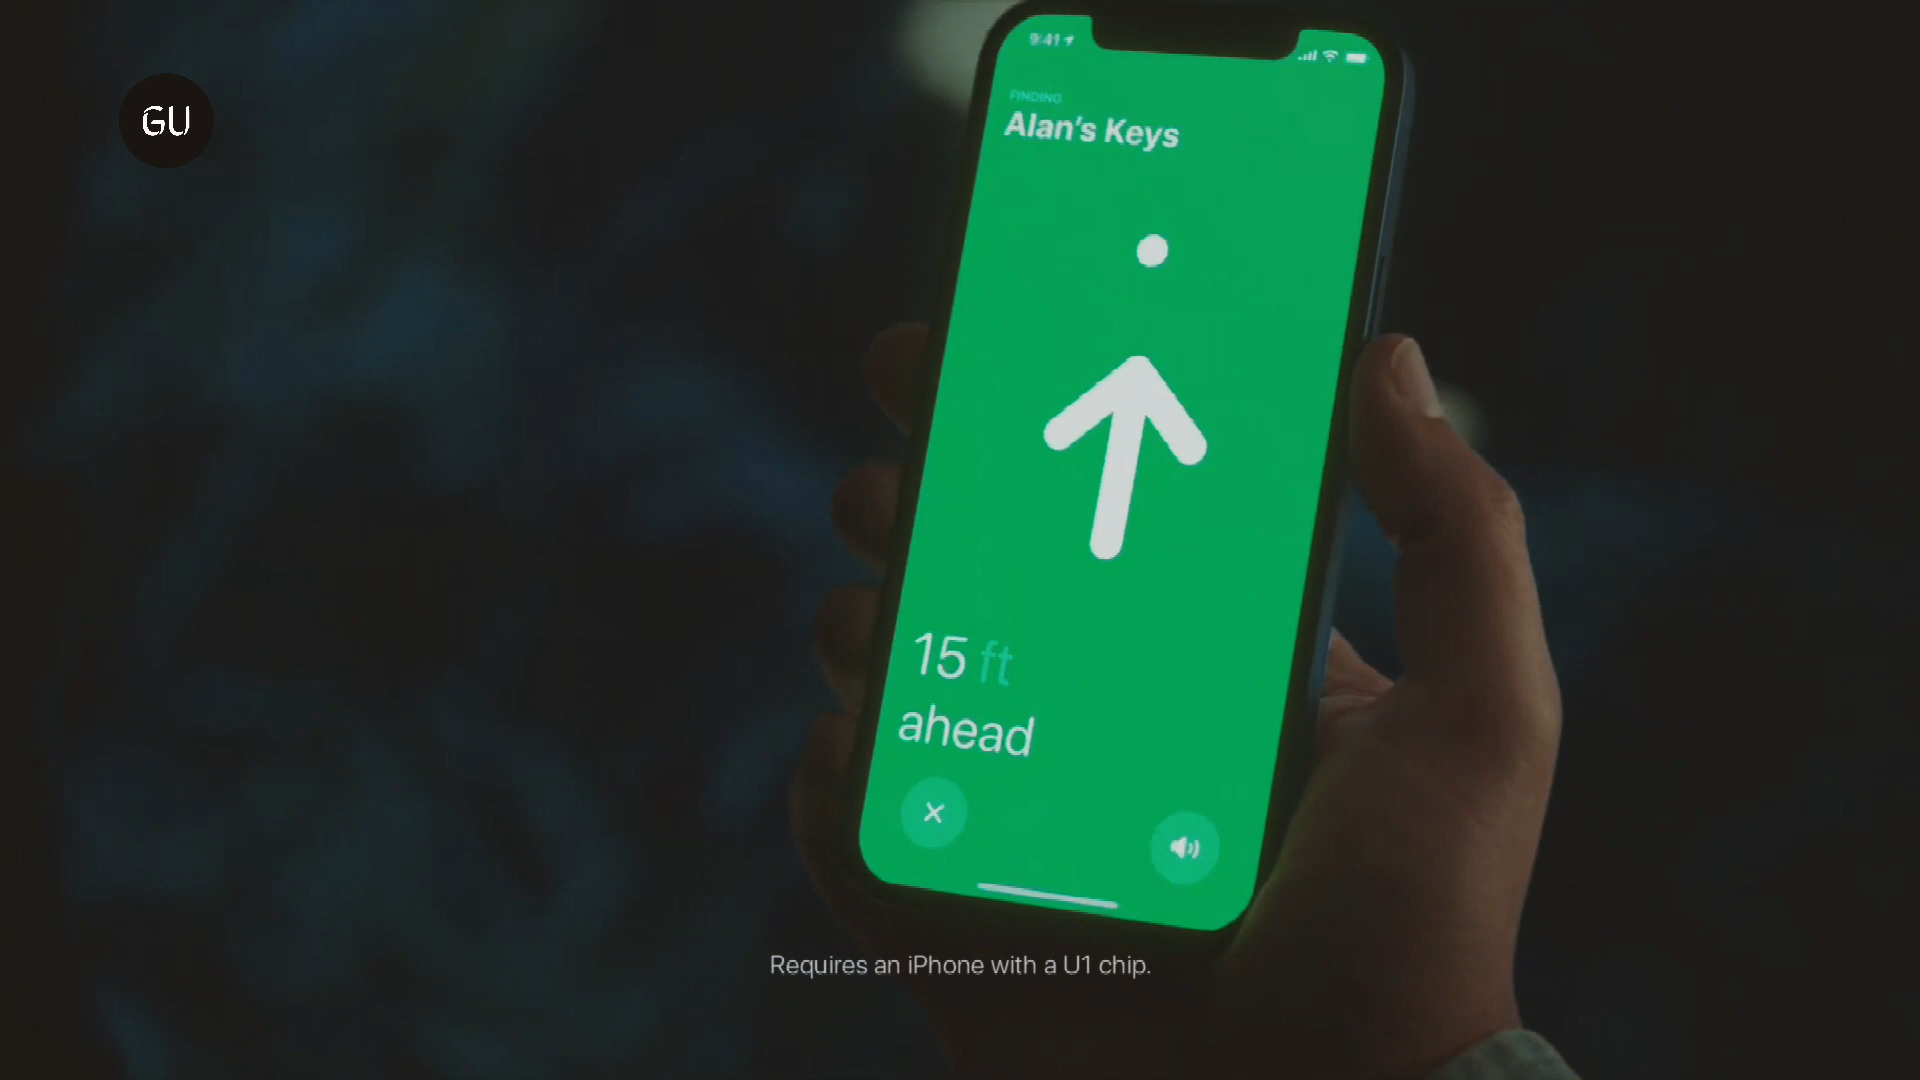 GU
9:41
FINDING
Alan's Keys
15 ft
ahead
Requires an iPhone with a U1 chip.